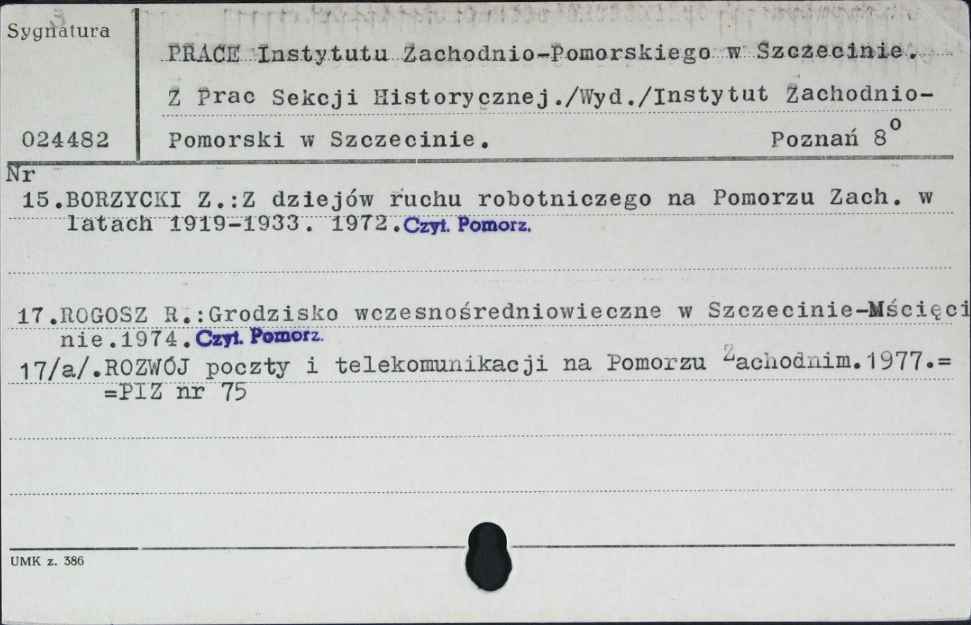 Sygnatura
PRACE Instytutu Zachodnio-Pomorskiego w Szczecinie.
Z Prac Sekcji Historycznej./Wyd./Instytut Zachodnio-
024482 Pomorski w Szczecinie. Poznań 8°
Nr
15.BORZYCKI Z.:Z dziejów ruchu robotniczego na Pomorzu Zach. w
latach 1919-1933. 1972.Czyt. Pomorz.
17.ROGOSZ R.:Grodzisko wczesnośredniowieczne w Szczecinie-Mścięci
nie.1974.Czyt. Pomorz.
17/a/.ROZWÓJ poczty i telekomunikacji na Pomorzu Zachodnim.1977.=
=PIZ nr 75
UMK z. 386